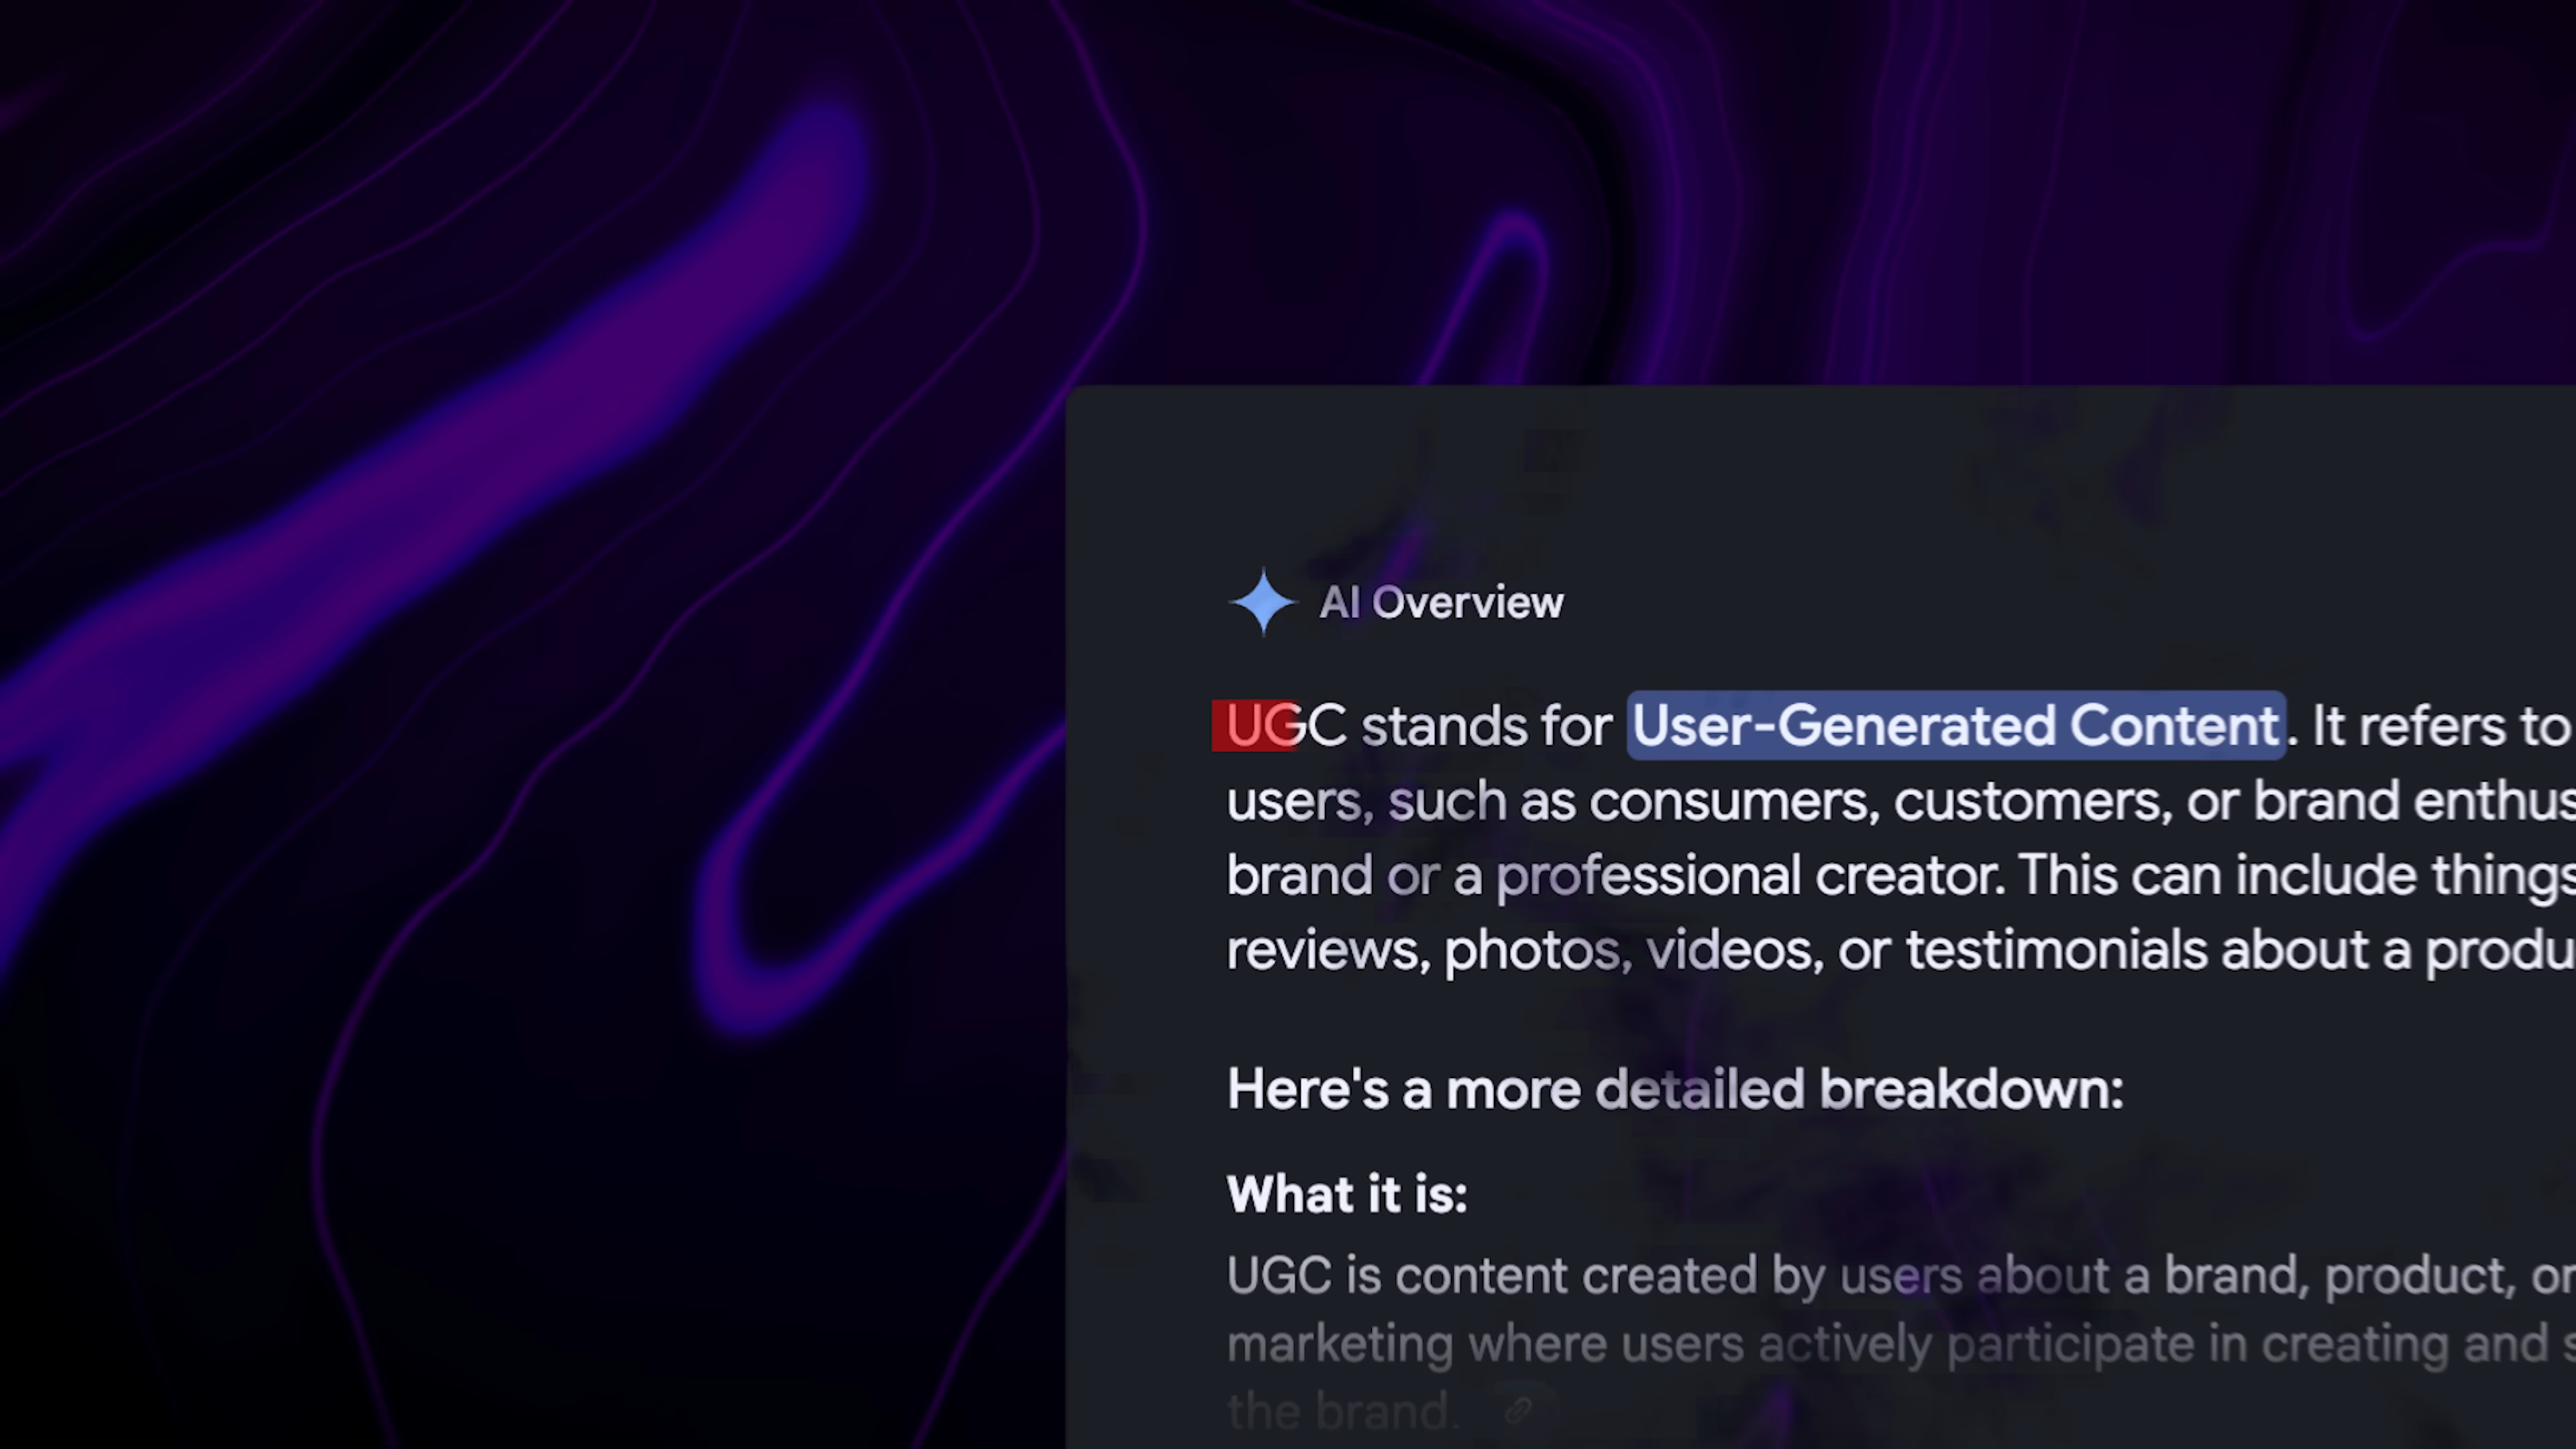 AI Overview
UGC stands for User-Generated Content. It refers to
users, such as consumers, customers, or brand enthus
brand or a professional creator. This can include things
reviews, photos, videos, or testimonials about a produ
Here's a more detailed breakdown:
What it is:
UGC is content created by users about a brand, product, or
marketing where users actively participate in creating and s
the brand.